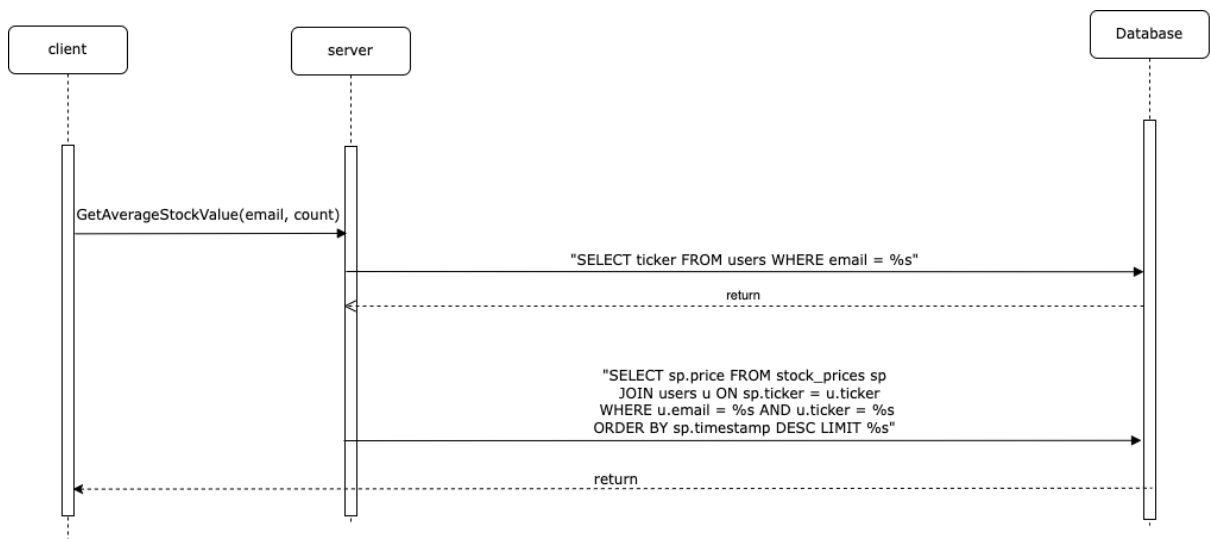 client
server
Database
GetAverageStockValue(email, count)
"SELECT ticker FROM users WHERE email = %s"
return
"SELECT sp.price FROM stock_prices sp
JOIN users u ON sp.ticker = u.ticker
WHERE u.email = %s AND u.ticker = %s
ORDER BY sp.timestamp DESC LIMIT %s"
return